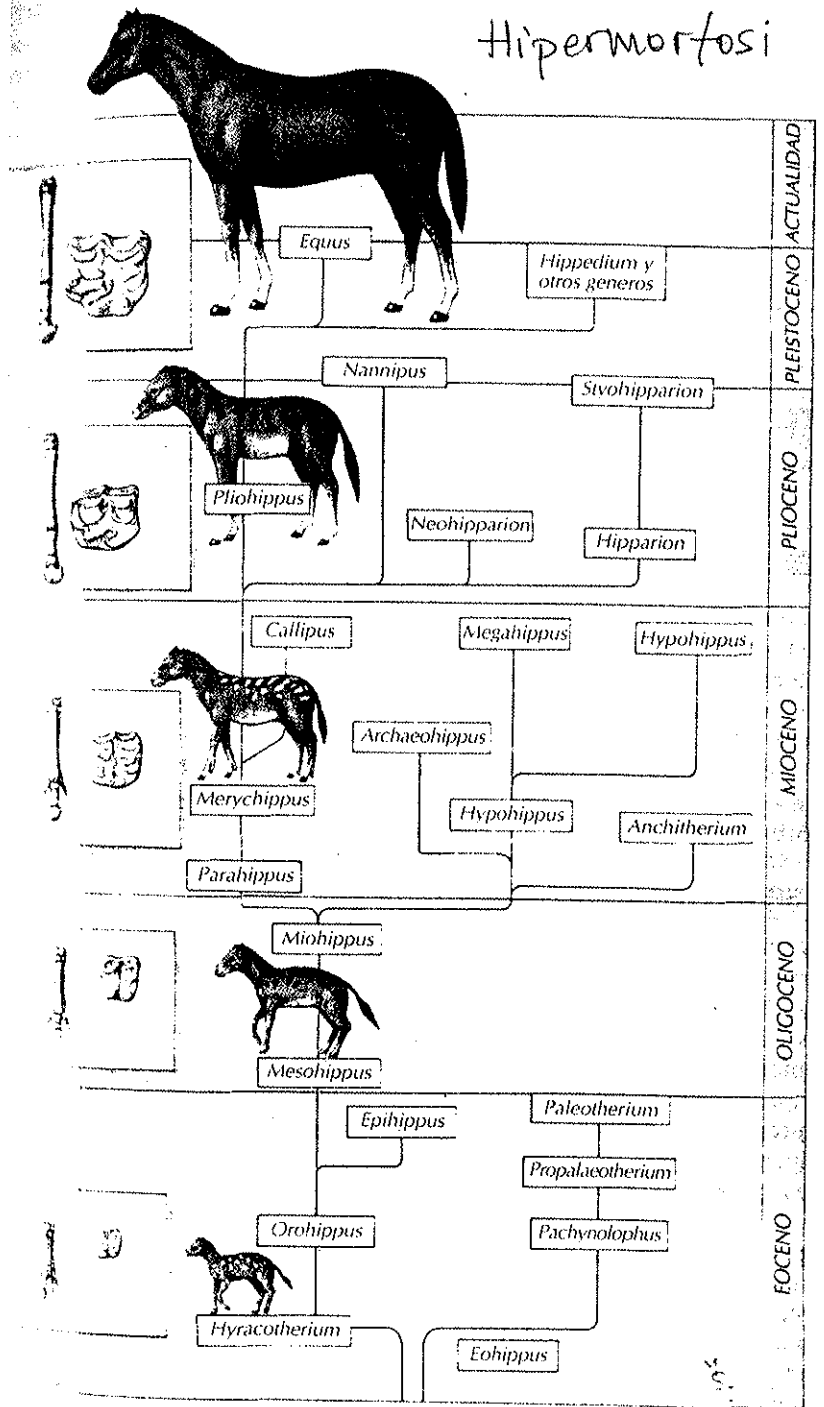 Hipermorfosi
ACTUALIDAD
Equus
Hippedium y
otros generos
PLEISTOCENO
Nannipus
Styohipparion
Pliohippus
Neohipparion
Hipparion
PLIOCENO
Callipus
Megahippus
Hypohippus
Archaeohippus
Merychippus
Hypohippus
Anchitherium
MIOCENO
Parahippus
Miohippus
Mesohippus
OLIGOCENO
Epihippus
Paleotherium
Propalaeotherium
Orohippus
Pachynolophus
Hyracotherium
Eohippus
EOCENO